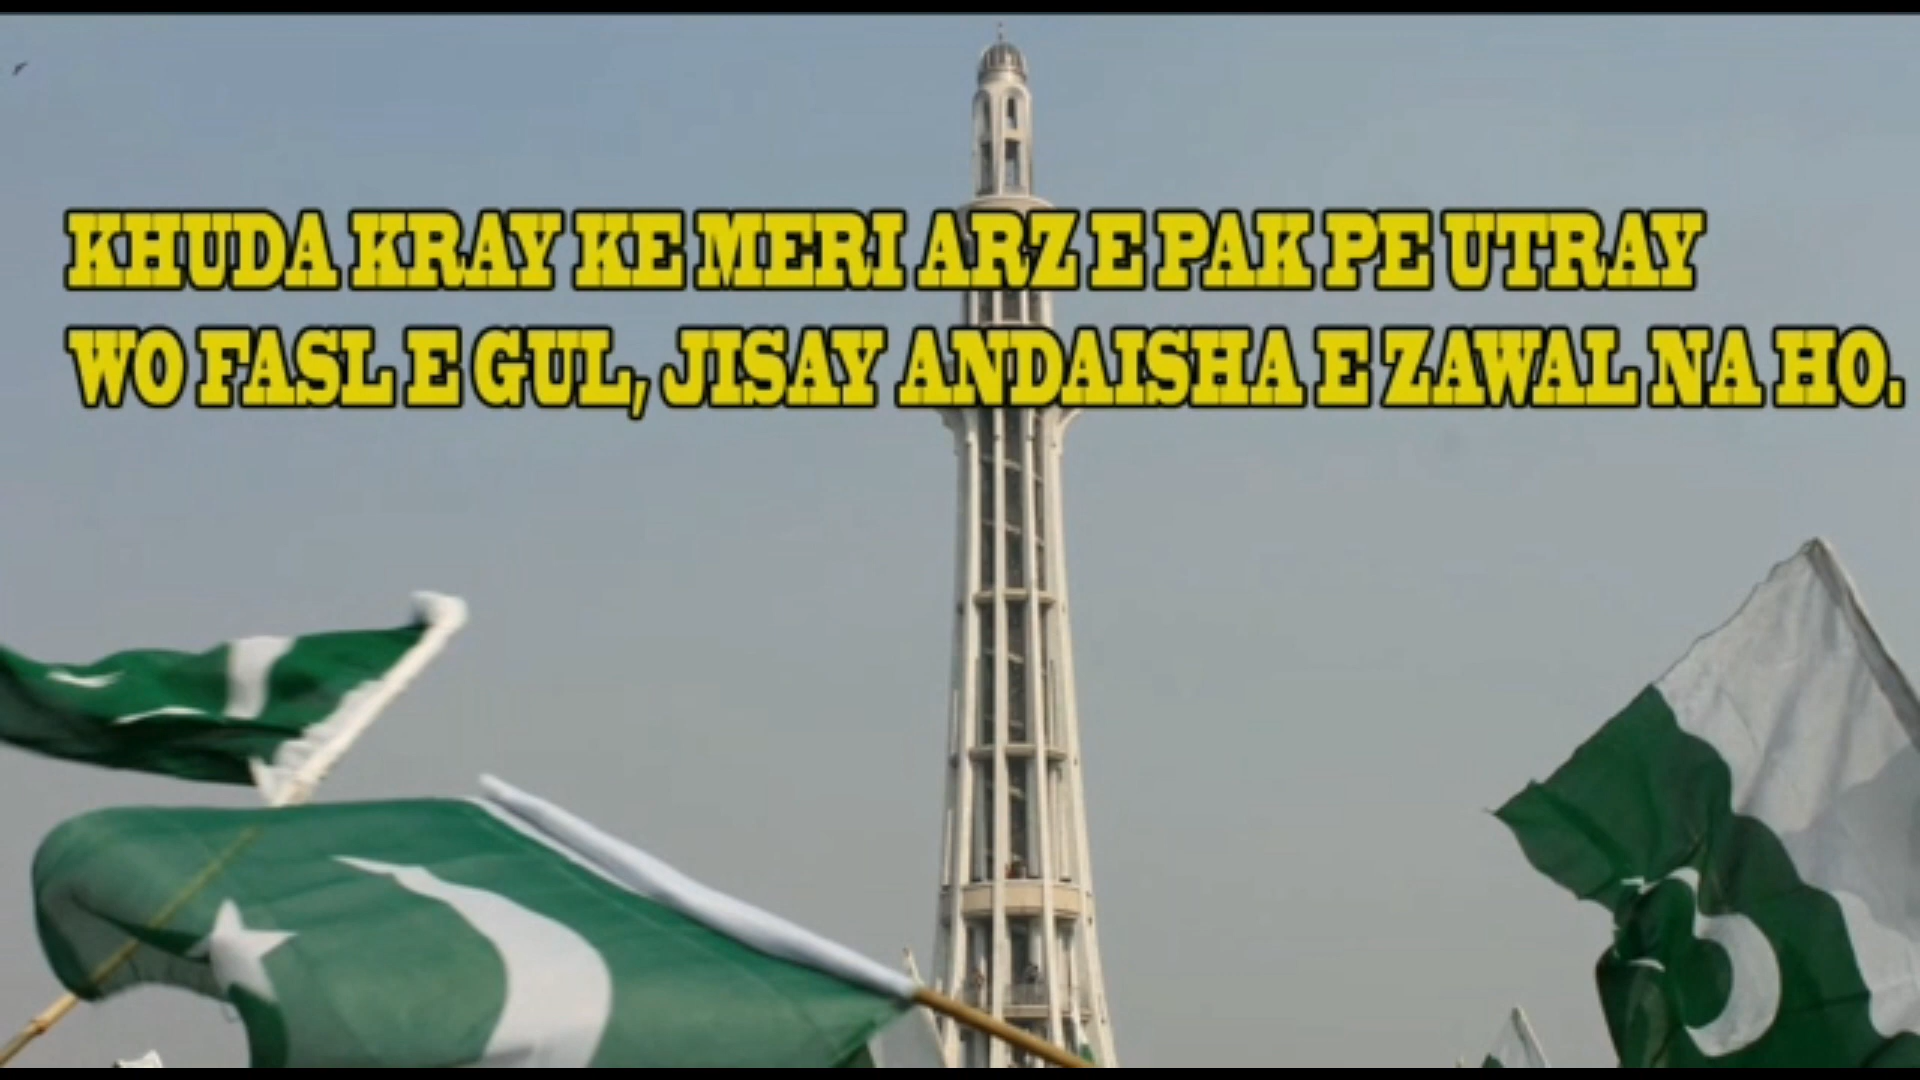 KHUDA KRAY KE MERI ARZ E PAK PE UTRAY
WO FASL E GUL, JISAY ANDAISHA E ZAWAL NA HO.